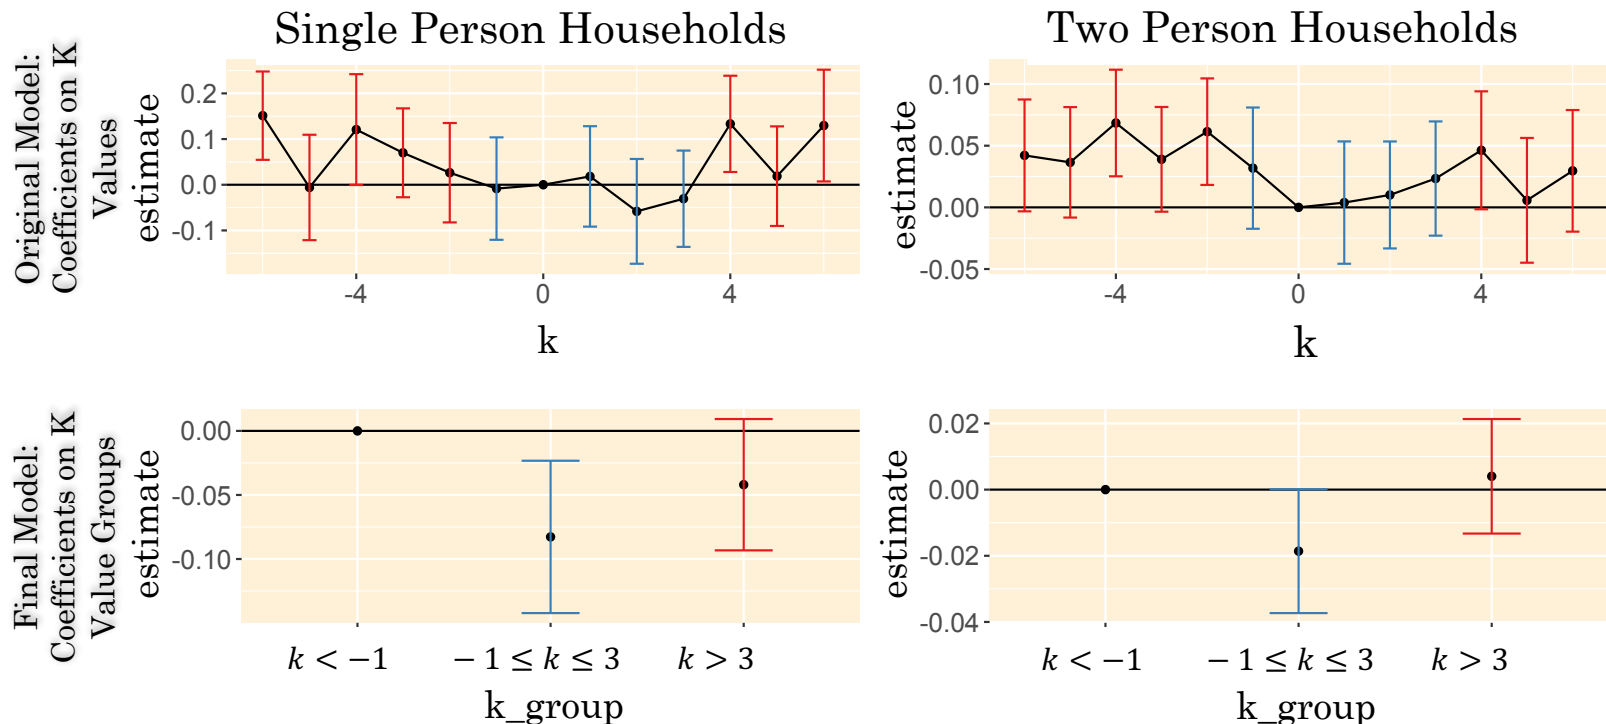 Single Person Households
Two Person Households
Original Model:
Coefficients on K
Values
estimate
0.2
0.1
0.0
-0.1
-4
0
4
k
estimate
0.10
0.05
0.00
-0.05
-4
0
4
k
Final Model:
Coefficients on K
Value Groups
estimate
0.00
-0.05
-0.10
k < −1
− 1 ≤ k ≤ 3
k > 3
k_group
estimate
0.02
0.00
-0.02
-0.04
k < −1
− 1 ≤ k ≤ 3
k > 3
k_group